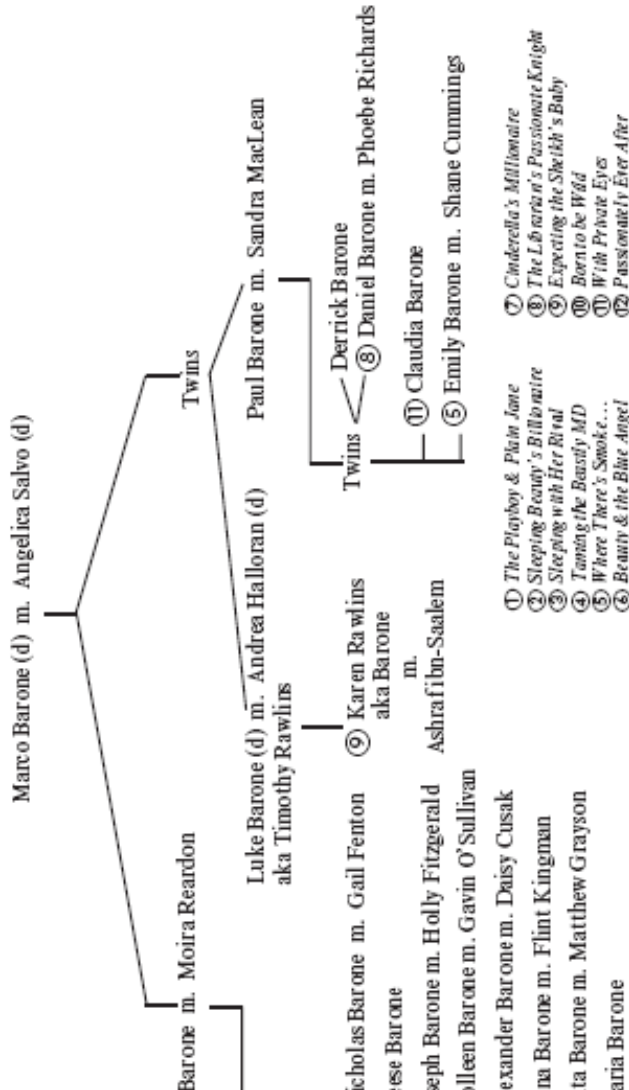 Marco Barone (d) m. Angelica Salvo (d)
Barone m. Moira Reardon
Twins
Luke Barone (d) m. Andrea Halloran (d)
aka Timothy Rawlins
Paul Barone m. Sandra MacLean
icholas Barone m. Gail Fenton
ese Barone
seph Barone m. Holly Fitzgerald
olleen Barone m. Gavin O'Sullivan
exander Barone m. Daisy Cusak
na Barone m. Flint Kingman
ta Barone m. Matthew Grayson
aria Barone
⑨ Karen Rawlins
aka Barone
m.
Ashraf ibn-Saalem
Twins
Derrick Barone
⑧ Daniel Barone m. Phoebe Richards
⑪ Claudia Barone
⑤ Emily Barone m. Shane Cummings
① The Playboy & Plain Jane
② Sleeping Beauty's Billionaire
③ Sleeping with Her Rival
④ Taming the Beastly MD
⑤ Where There's Smoke...
⑥ Beauty & the Blue Angel
⑦ Cinderella's Millionaire
⑧ The Librarian's Passionate Knight
⑨ Expecting the Sheikh's Baby
⑩ Born to be Wild
⑪ With Private Eyes
⑫ Passionately Ever After